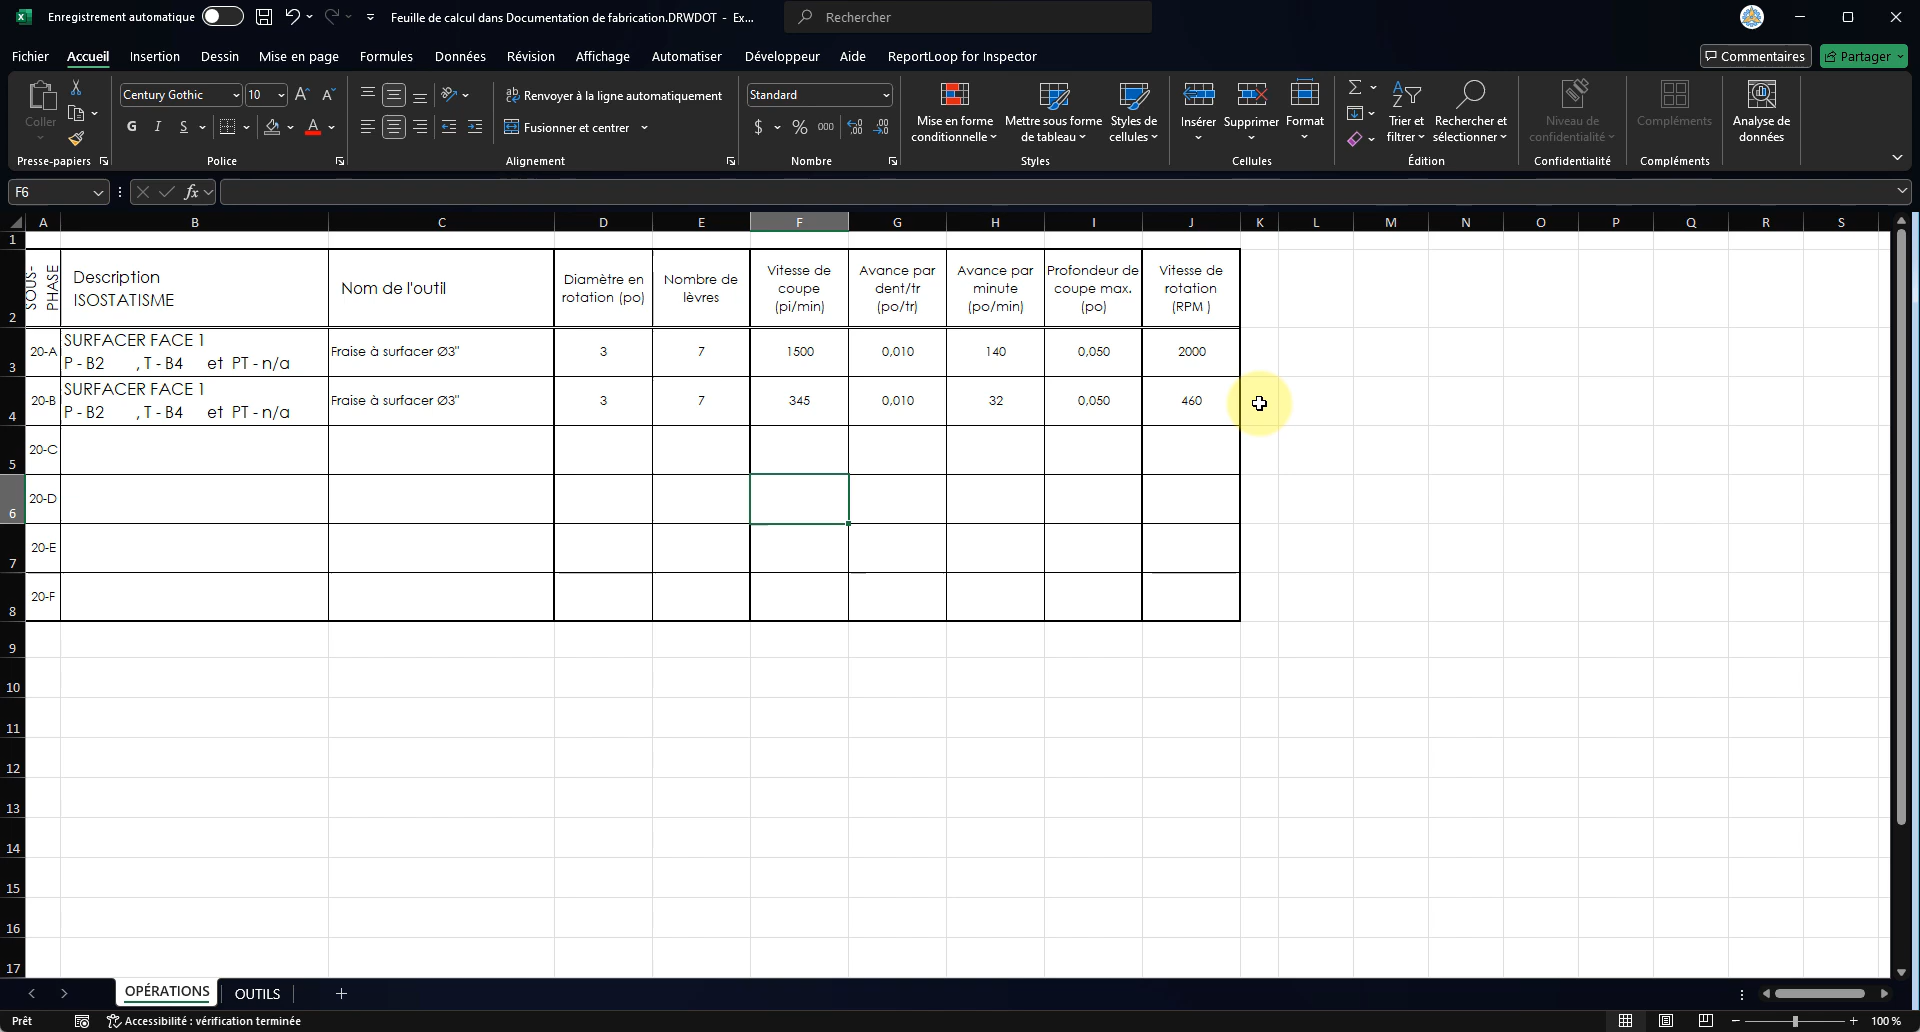 Enregistrement automatique
Feuille de calcul dans Documentation de fabrication.DRWDOT - Ex...
Rechercher
Fichier Accueil Insertion Dessin Mise en page Formules Données Révision Affichage Automatiser Développeur Aide ReportLoop for Inspector
Commentaires
Partager
Coller
Presse-papiers
Century Gothic 10
G I S
Police
Renvoyer à la ligne automatiquement
Fusionner et centrer
Alignement
Standard
$ % 000
Nombre
Mise en forme conditionnelle
Mettre sous forme de tableau
Styles de cellules
Styles
Insérer
Supprimer
Format
Cellules
Trier et filtrer
Rechercher et sélectionner
Édition
Niveau de confidentialité
Confidentialité
Compléments
Compléments
Analyse de données
F6
fx
A B C D E F G H I J K L M N O P Q R S
1
2
SOUS-PHASE
Description
ISOSTATISME
Nom de l'outil
Diamètre en rotation (po)
Nombre de lèvres
Vitesse de coupe (pi/min)
Avance par dent/tr (po/tr)
Avance par minute (po/min)
Profondeur de coupe max. (po)
Vitesse de rotation (RPM )
3
20-A
SURFACER FACE 1
P - B2 , T - B4 et PT - n/a
Fraise à surfacer Ø3"
3 7 1500 0,010 140 0,050 2000
4
20-B
SURFACER FACE 1
P - B2 , T - B4 et PT - n/a
Fraise à surfacer Ø3"
3 7 345 0,010 32 0,050 460
5
20-C
6
20-D
7
20-E
8
20-F
9
10
11
12
13
14
15
16
17
OPÉRATIONS OUTILS
Prêt
Accessibilité : vérification terminée
100 %